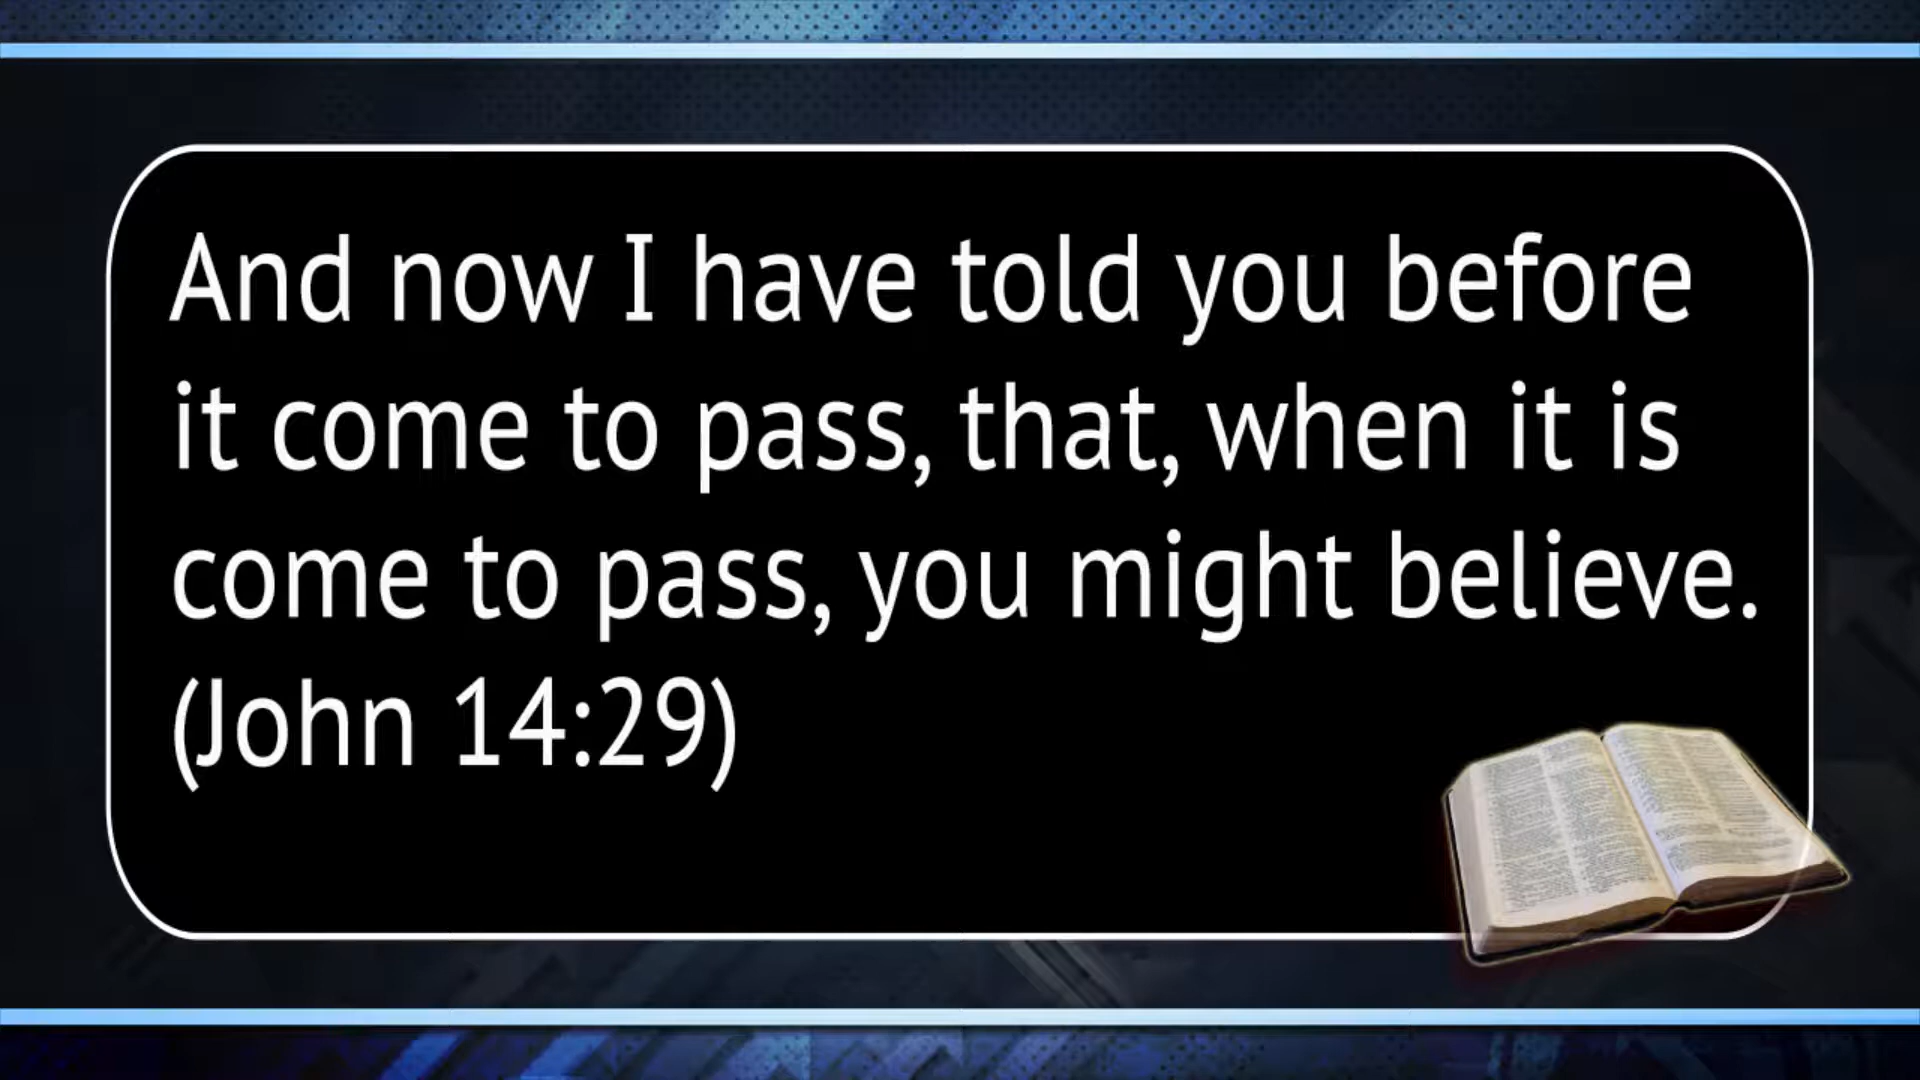 And now I have told you before
it come to pass, that, when it is
come to pass, you might believe.
(John 14:29)